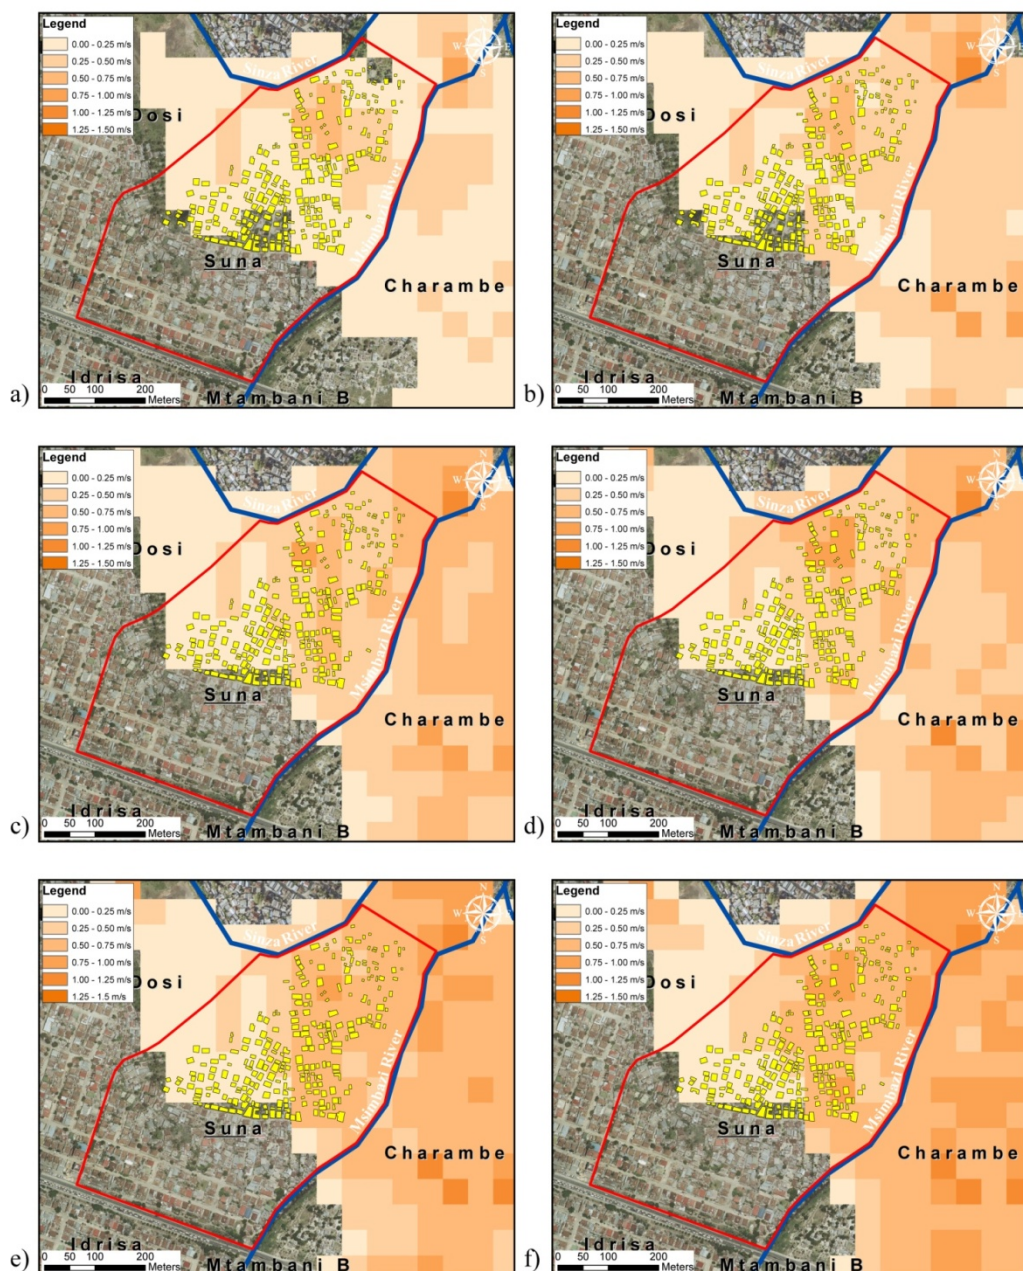 Legend
0.00 - 0.25 m/s
0.25 - 0.50 m/s
0.50 - 0.75 m/s
0.75 - 1.00 m/s
1.00 - 1.25 m/s
1.25 - 1.50 m/s
N
W E
S
Sinza River
Dosi
Msimbazi River
Suna
Charambe
Idrisa
0 50 100 200
Meters
Mtambani B
a)
Legend
0.00 - 0.25 m/s
0.25 - 0.50 m/s
0.50 - 0.75 m/s
0.75 - 1.00 m/s
1.00 - 1.25 m/s
1.25 - 1.50 m/s
N
W E
S
Sinza River
Dosi
Msimbazi River
Suna
Charambe
Idrisa
0 50 100 200
Meters
Mtambani B
b)
Legend
0.00 - 0.25 m/s
0.25 - 0.50 m/s
0.50 - 0.75 m/s
0.75 - 1.00 m/s
1.00 - 1.25 m/s
1.25 - 1.50 m/s
N
W E
S
Sinza River
Dosi
Msimbazi River
Suna
Charambe
Idrisa
0 50 100 200
Meters
Mtambani B
c)
Legend
0.00 - 0.25 m/s
0.25 - 0.50 m/s
0.50 - 0.75 m/s
0.75 - 1.00 m/s
1.00 - 1.25 m/s
1.25 - 1.50 m/s
N
W E
S
Sinza River
Dosi
Msimbazi River
Suna
Charambe
Idrisa
0 50 100 200
Meters
Mtambani B
d)
Legend
0.00 - 0.25 m/s
0.25 - 0.50 m/s
0.50 - 0.75 m/s
0.75 - 1.00 m/s
1.00 - 1.25 m/s
1.25 - 1.5 m/s
N
W E
S
Sinza River
Dosi
Msimbazi River
Suna
Charambe
Idrisa
0 50 100 200
Meters
Mtambani B
e)
Legend
0.00 - 0.25 m/s
0.25 - 0.50 m/s
0.50 - 0.75 m/s
0.75 - 1.00 m/s
1.00 - 1.25 m/s
1.25 - 1.50 m/s
N
W E
S
Sinza River
Dosi
Msimbazi River
Suna
Charambe
Idrisa
0 50 100 200
Meters
Mtambani B
f)